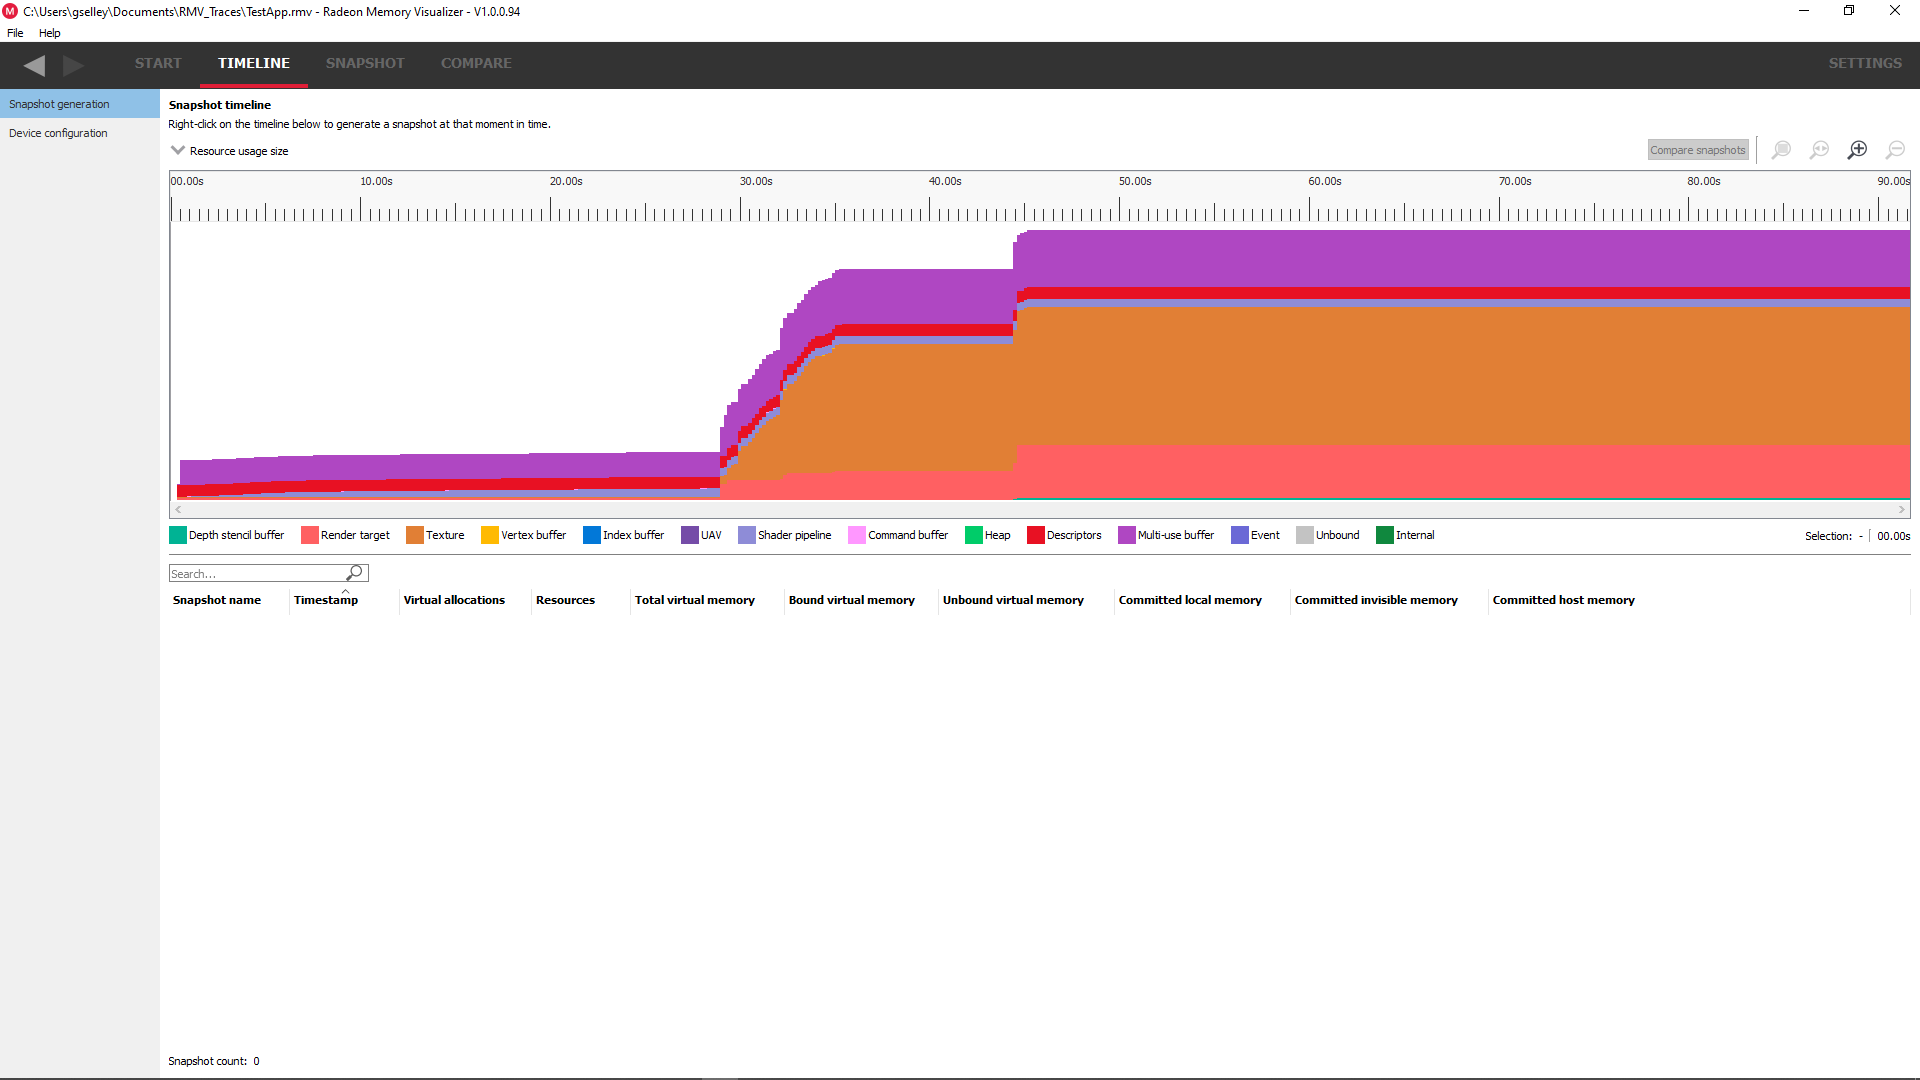 M C:\Users\gselley\Documents\RMV_Traces\TestApp.rmv - Radeon Memory Visualizer - V1.0.0.94
File Help
START TIMELINE SNAPSHOT COMPARE SETTINGS
Snapshot generation
Device configuration
Snapshot timeline
Right-click on the timeline below to generate a snapshot at that moment in time.
Resource usage size Compare snapshots
00.00s 10.00s 20.00s 30.00s 40.00s 50.00s 60.00s 70.00s 80.00s 90.00s
Depth stencil buffer Render target Texture Vertex buffer Index buffer UAV Shader pipeline Command buffer Heap Descriptors Multi-use buffer Event Unbound Internal Selection: - 00.00s
Search...
Snapshot name Timestamp Virtual allocations Resources Total virtual memory Bound virtual memory Unbound virtual memory Committed local memory Committed invisible memory Committed host memory
Snapshot count: 0